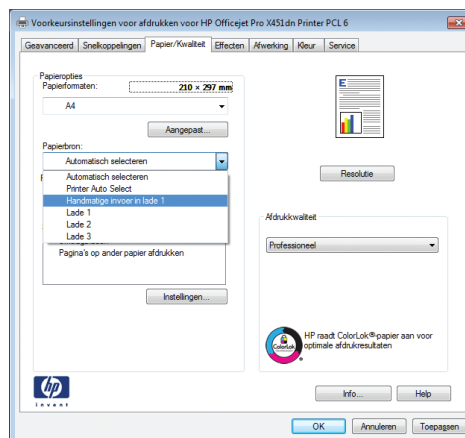 Voorkeursinstellingen voor afdrukken voor HP Officejet Pro X451dn Printer PCL 6
Geavanceerd Snelkoppelingen Papier/Kwaliteit Effecten Afwerking Kleur Service
Papieropties
Papierformaten: 210 × 297 mm
A4
Aangepast...
Papierbron:
Automatisch selecteren
Automatisch selecteren
Printer Auto Select
Handmatige invoer in lade 1
Lade 1
Lade 2
Lade 3
Pagina's op ander papier afdrukken
Instellingen...
E
Resolutie
Afdrukkwaliteit
Professioneel
ColorLok
HP raadt ColorLok®-papier aan voor
optimale afdrukresultaten
hp
invent
Info... Help
OK Annuleren Toepassen